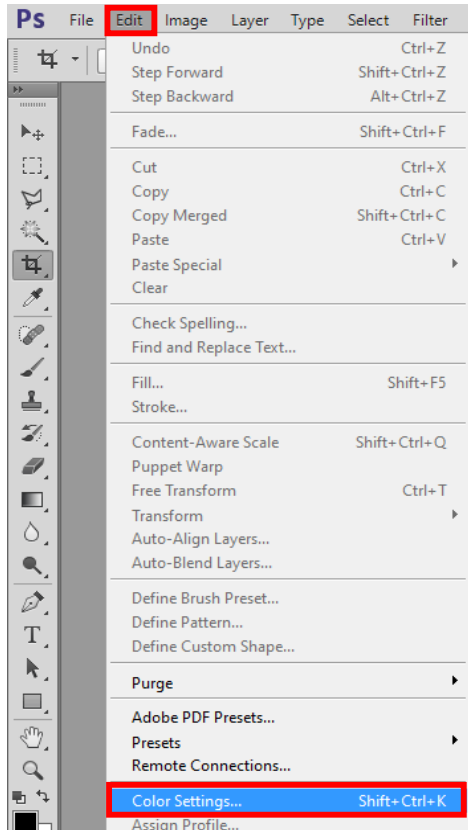 Ps File Edit Image Layer Type Select Filter
Undo Ctrl+Z
Step Forward Shift+Ctrl+Z
Step Backward Alt+Ctrl+Z
Fade... Shift+Ctrl+F
Cut Ctrl+X
Copy Ctrl+C
Copy Merged Shift+Ctrl+C
Paste Ctrl+V
Paste Special
Clear
Check Spelling...
Find and Replace Text...
Fill... Shift+F5
Stroke...
Content-Aware Scale Shift+Ctrl+Q
Puppet Warp
Free Transform Ctrl+T
Transform
Auto-Align Layers...
Auto-Blend Layers...
Define Brush Preset...
Define Pattern...
Define Custom Shape...
Purge
Adobe PDF Presets...
Presets
Remote Connections...
Color Settings... Shift+Ctrl+K
Assign Profile...